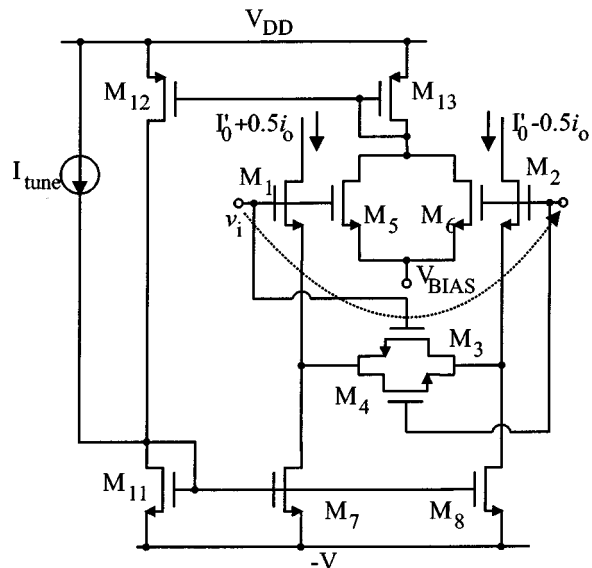 V_DD
M_12
M_13
I'_0+0.5i_o
I'_0-0.5i_o
I_tune
M_1
M_2
v_i
M_5
M_6
V_BIAS
M_3
M_4
M_11
M_7
M_8
-V